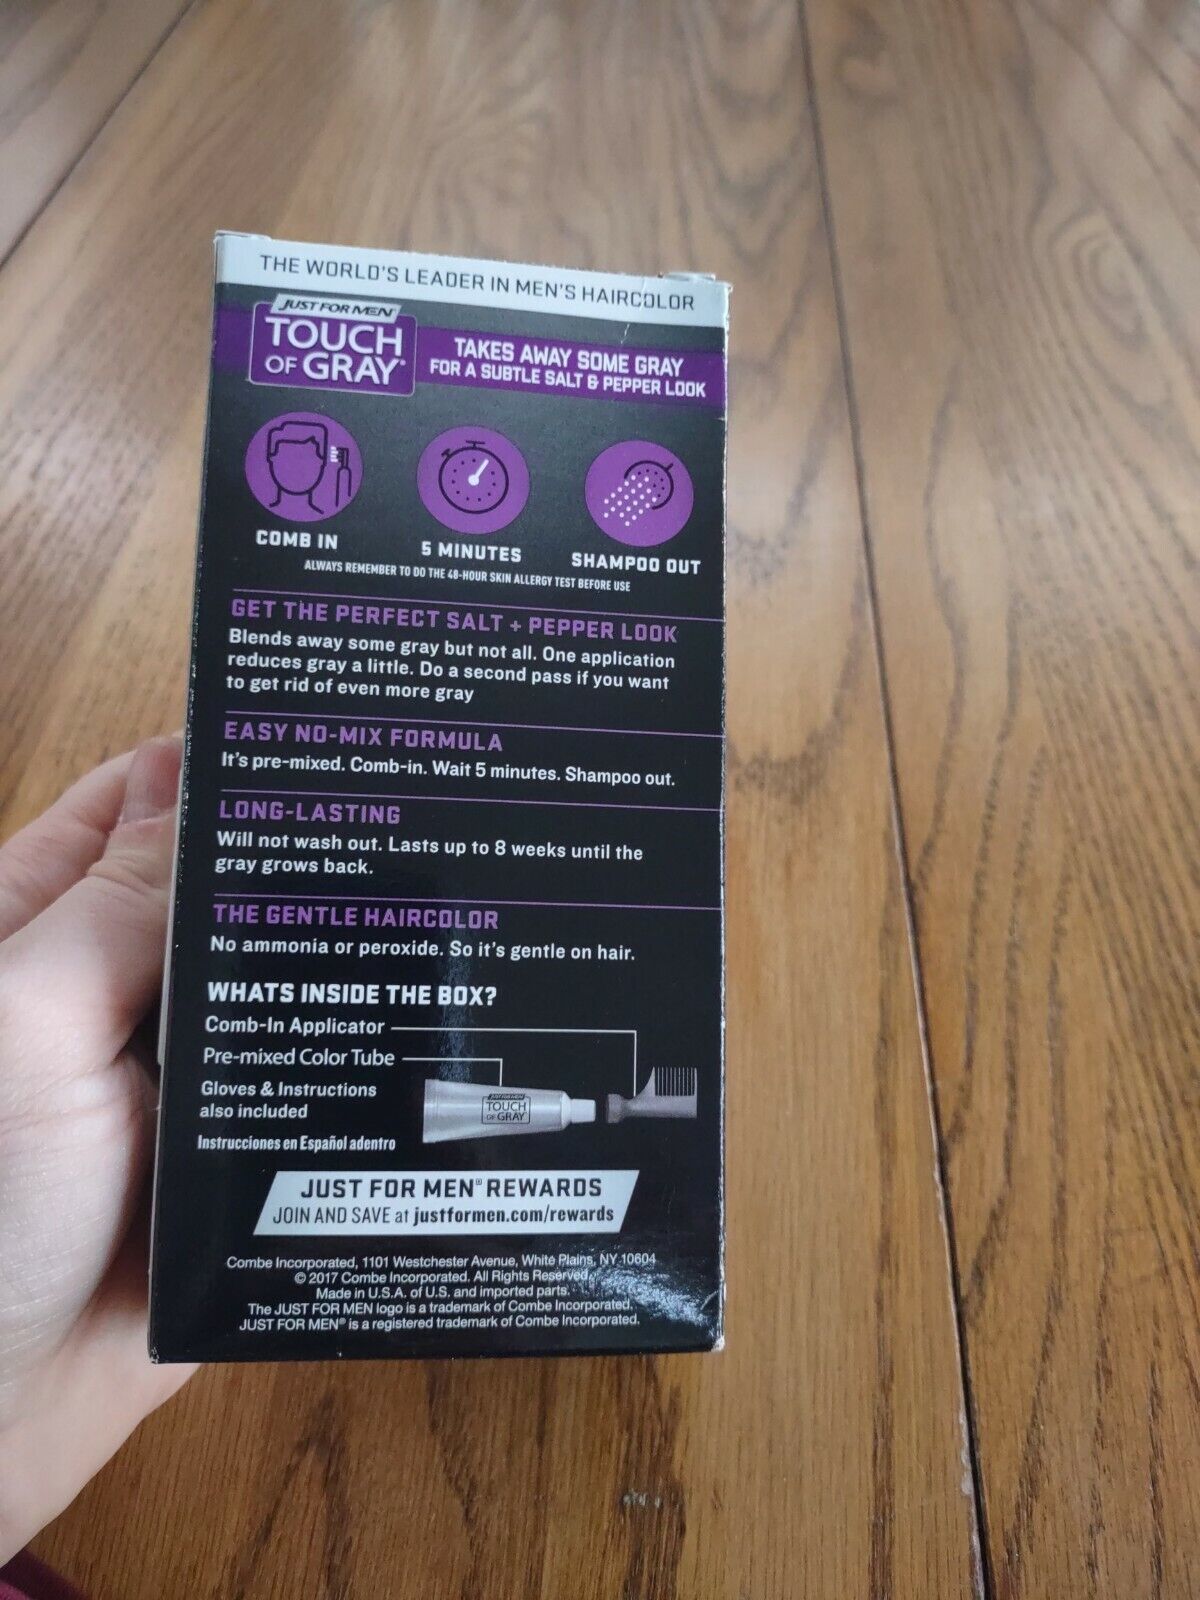 THE WORLD'S LEADER IN MEN'S HAIRCOLOR
JUST FOR MEN
TOUCH
OF GRAY®
TAKES AWAY SOME GRAY
FOR A SUBTLE SALT & PEPPER LOOK
COMB IN
5 MINUTES
SHAMPOO OUT
ALWAYS REMEMBER TO DO THE 48-HOUR SKIN ALLERGY TEST BEFORE USE
GET THE PERFECT SALT + PEPPER LOOK
Blends away some gray but not all. One application
reduces gray a little. Do a second pass if you want
to get rid of even more gray
EASY NO-MIX FORMULA
It's pre-mixed. Comb-in. Wait 5 minutes. Shampoo out.
LONG-LASTING
Will not wash out. Lasts up to 8 weeks until the
gray grows back.
THE GENTLE HAIRCOLOR
No ammonia or peroxide. So it's gentle on hair.
WHATS INSIDE THE BOX?
Comb-In Applicator
Pre-mixed Color Tube
Gloves & Instructions
also included
Instrucciones en Español adentro
JUST FOR MEN
TOUCH
OF GRAY
JUST FOR MEN® REWARDS
JOIN AND SAVE at justformen.com/rewards
Combe Incorporated, 1101 Westchester Avenue, White Plains, NY 10604
© 2017 Combe Incorporated. All Rights Reserved.
Made in U.S.A. of U.S. and imported parts.
The JUST FOR MEN logo is a trademark of Combe Incorporated.
JUST FOR MEN® is a registered trademark of Combe Incorporated.